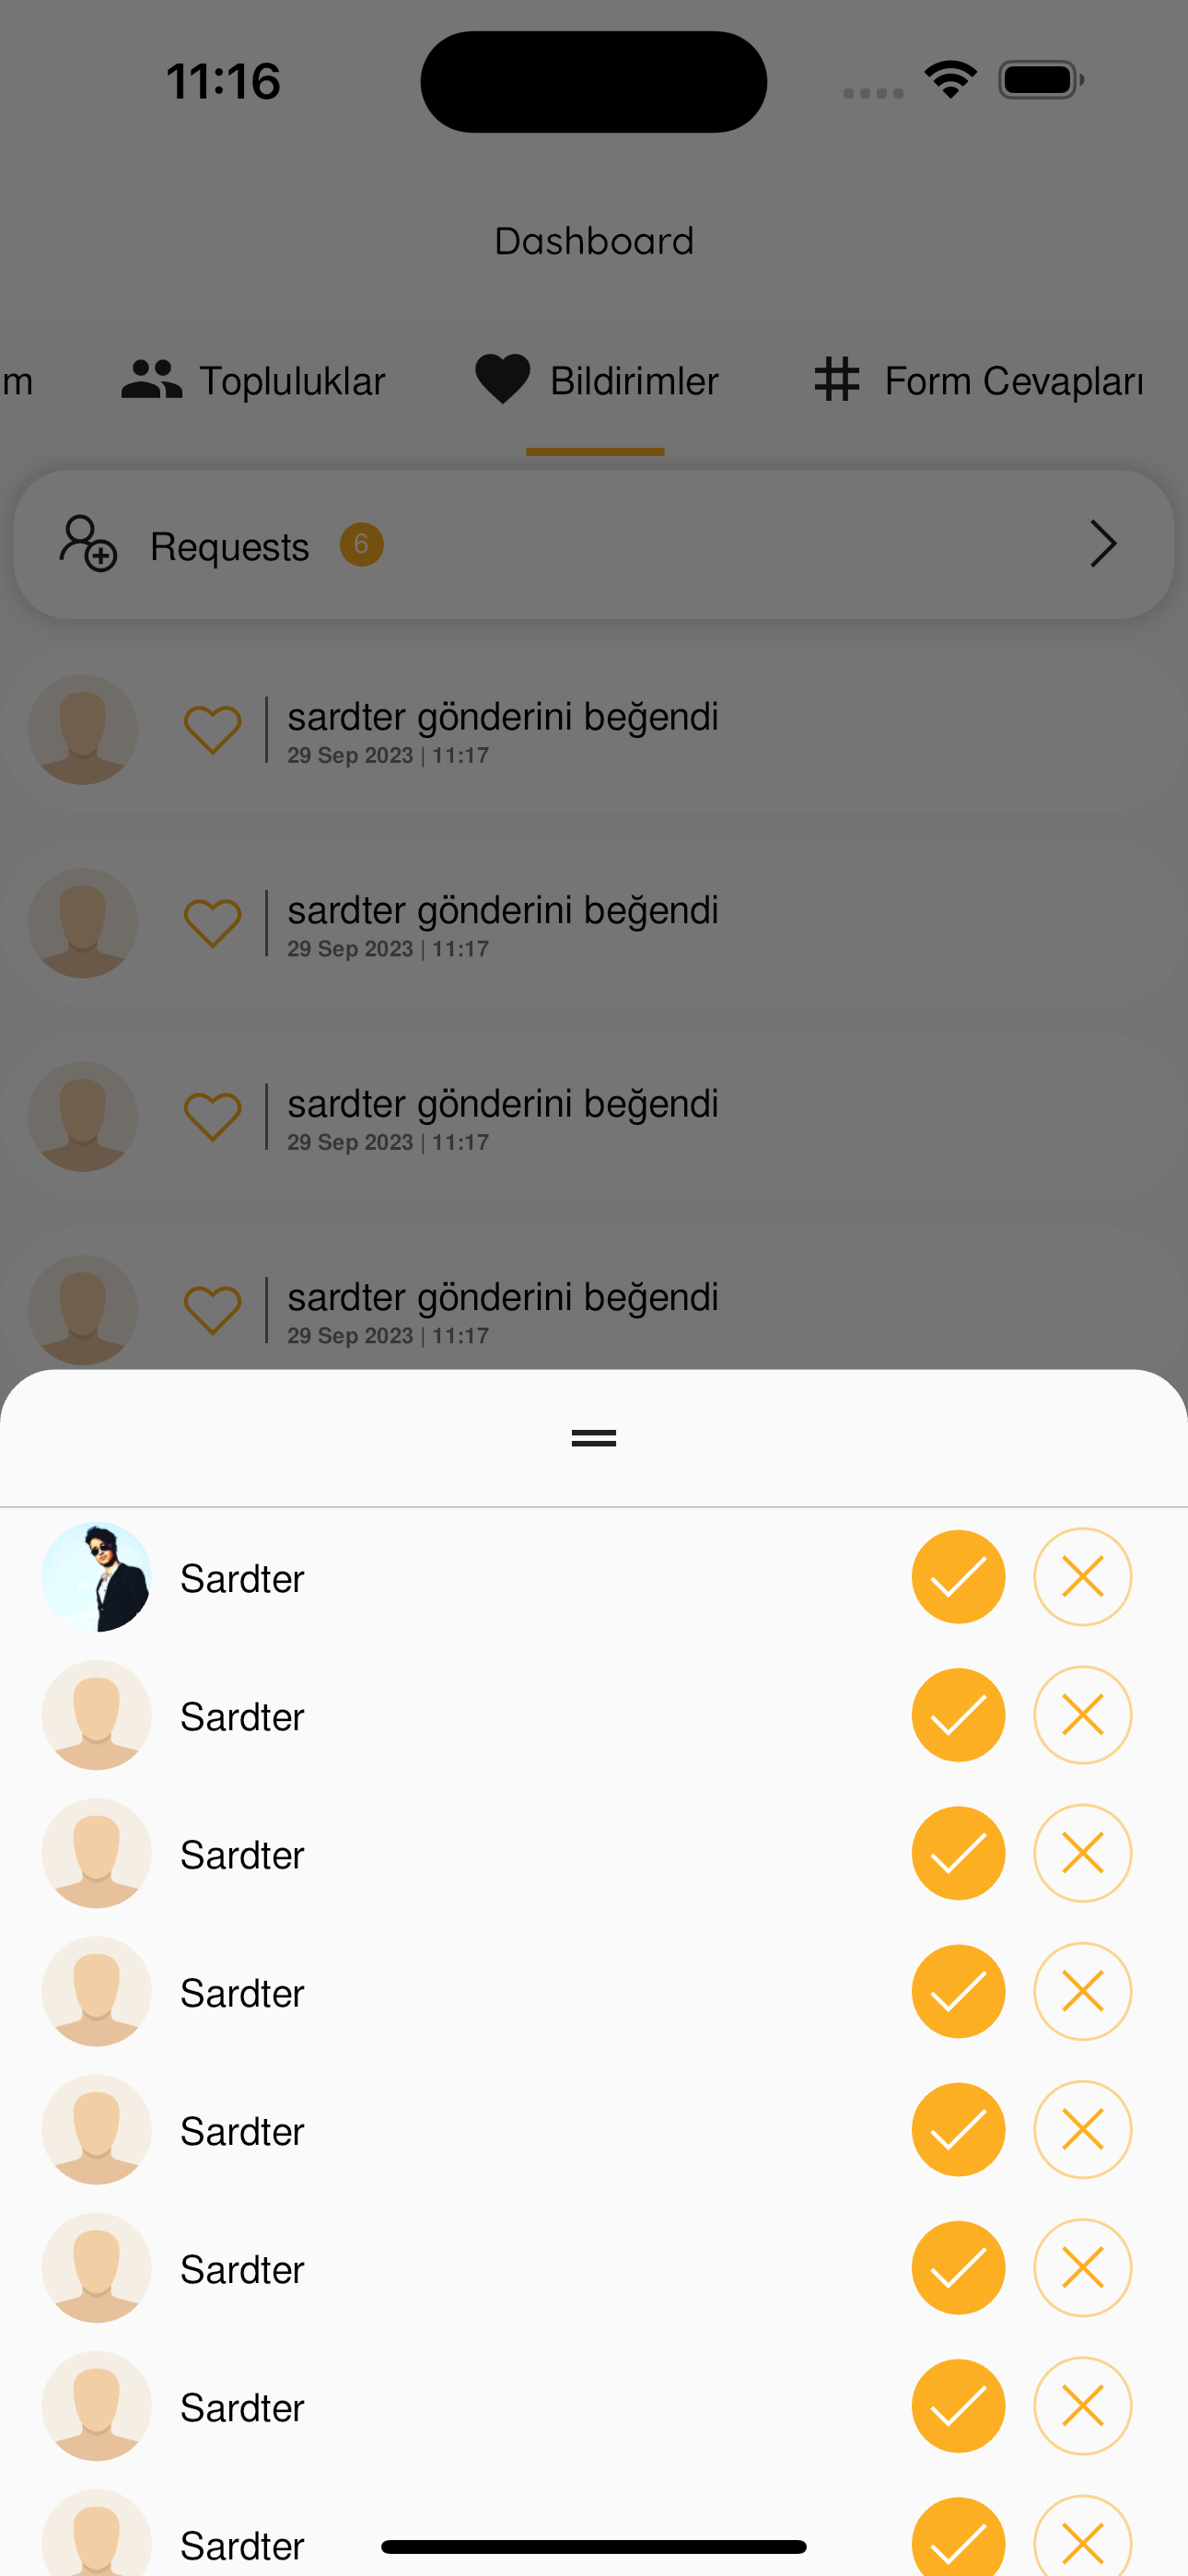 11:16
Dashboard
m Topluluklar Bildirimler Form Cevapları
Requests 6
sardter gönderini beğendi
29 Sep 2023 | 11:17
sardter gönderini beğendi
29 Sep 2023 | 11:17
sardter gönderini beğendi
29 Sep 2023 | 11:17
sardter gönderini beğendi
29 Sep 2023 | 11:17
Sardter
Sardter
Sardter
Sardter
Sardter
Sardter
Sardter
Sardter